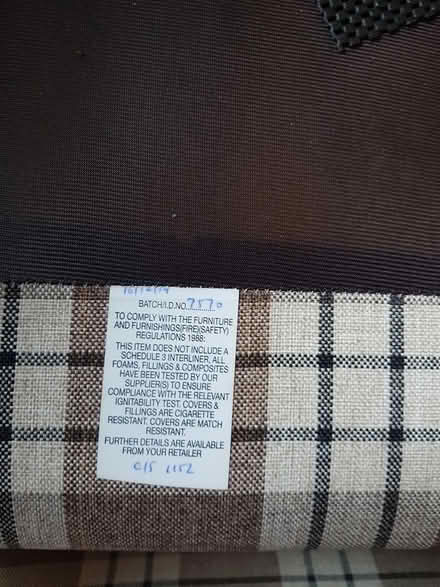 BATCH/I.D.NO. 7570
TO COMPLY WITH THE FURNITURE
AND FURNISHINGS(FIRE)(SAFETY)
REGULATIONS 1988:
THIS ITEM DOES NOT INCLUDE A
SCHEDULE 3 INTERLINER. ALL
FOAMS, FILLINGS & COMPOSITES
HAVE BEEN TESTED BY OUR
SUPPLIER(S) TO ENSURE
COMPLIANCE WITH THE RELEVANT
IGNITABILITY TEST. COVERS &
FILLINGS ARE CIGARETTE
RESISTANT. COVERS ARE MATCH
RESISTANT.
FURTHER DETAILS ARE AVAILABLE
FROM YOUR RETAILER
C/S 1152